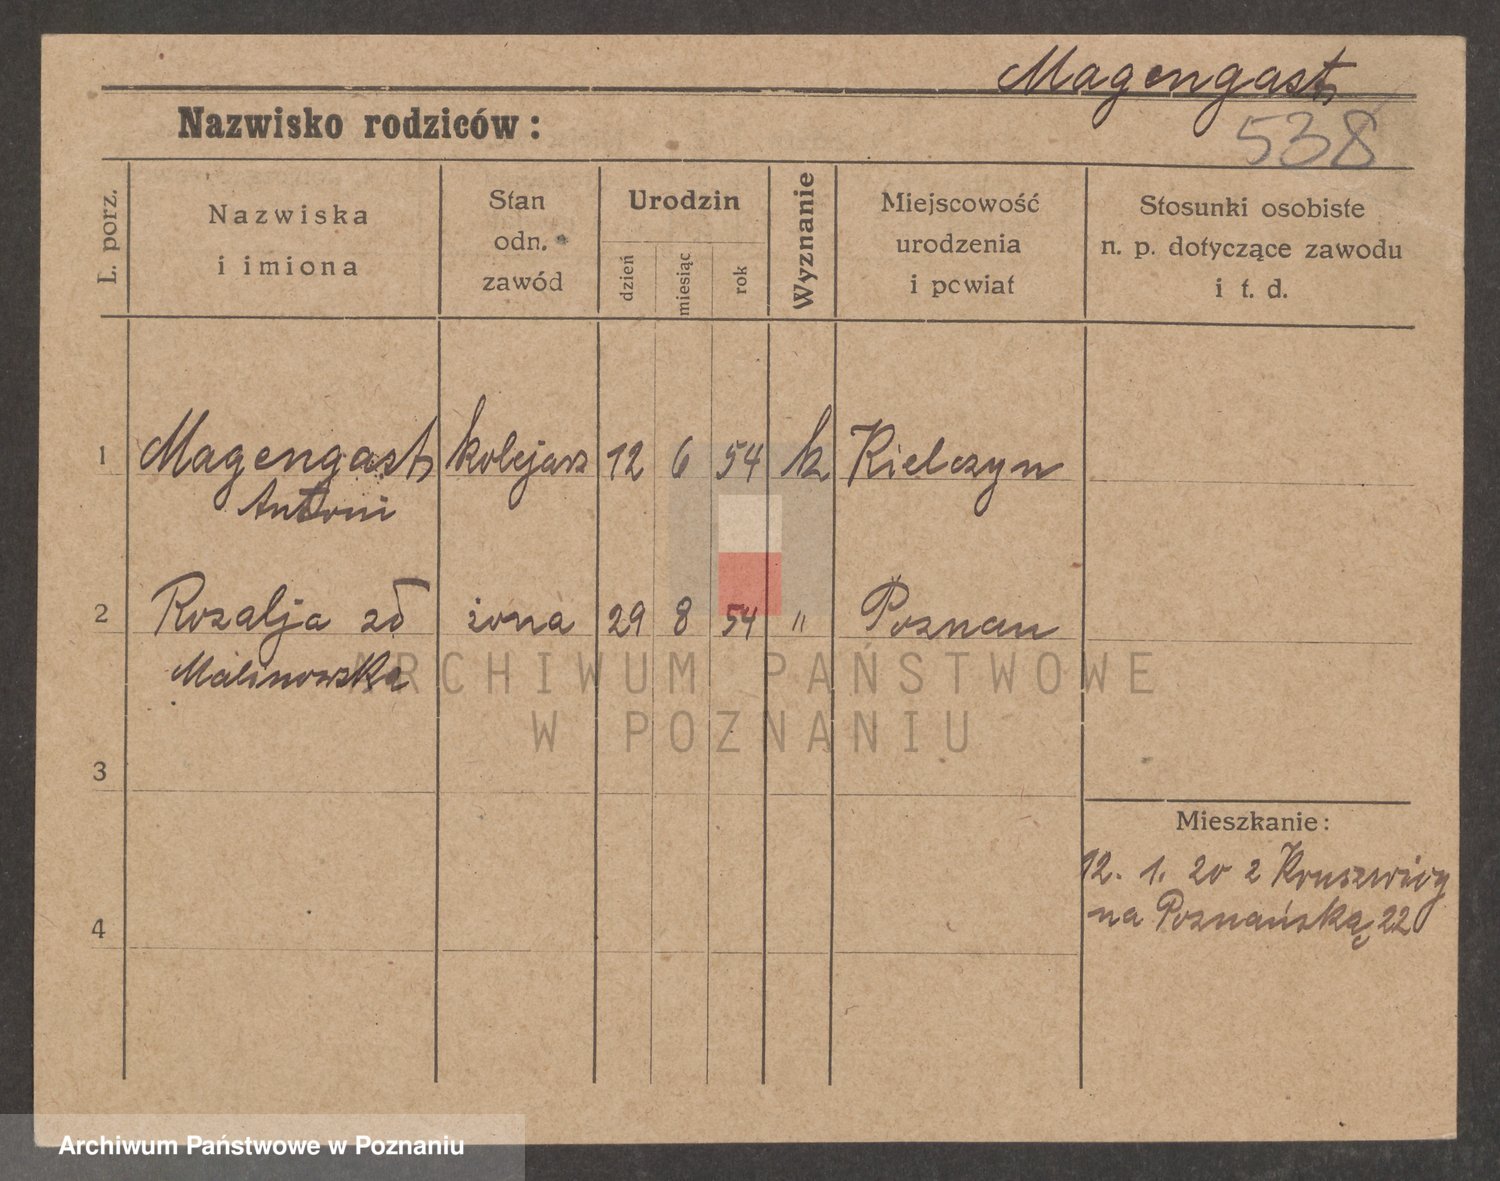 Magengast
Nazwisko rodziców:
538
L. porz.
Nazwiska
i imiona
Stan
odn.
zawód
Urodzin
dzień
miesiąc
rok
Wyznanie
Miejscowość
urodzenia
i powiat
Stosunki osobiste
n. p. dotyczące zawodu
i t. d.
1 Magengast kolejarz 12 6 54 k Kielczyn
Antoni
2 Rozalja zd żona 29 8 54 " Poznan
Malinowska
ARCHIWUM PAŃSTWOWE
W POZNANIU
3
Mieszkanie:
12. 1. 20 z Kruszwicy
na Poznańską 22
4
Archiwum Państwowe w Poznaniu